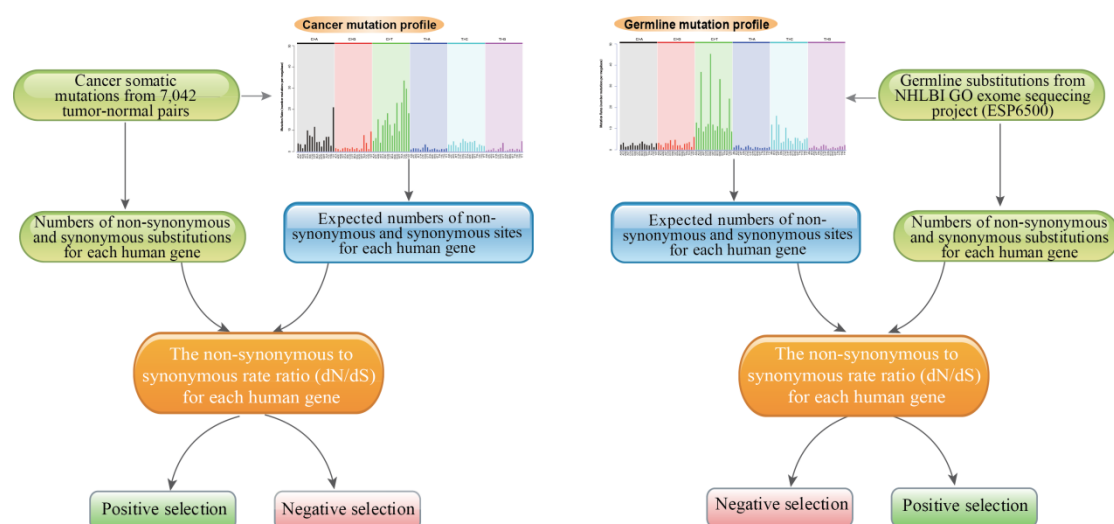 Cancer mutation profile
C>A C>G C>T T>A T>C T>G
Cancer somatic
mutations from 7,042
tumor-normal pairs
Numbers of non-synonymous
and synonymous substitutions
for each human gene
Expected numbers of non-
synonymous and synonymous sites
for each human gene
The non-synonymous to
synonymous rate ratio (dN/dS)
for each human gene
Positive selection
Negative selection
Germline mutation profile
C>A C>G C>T T>A T>C T>G
Germline substitutions from
NHLBI GO exome sequecing
project (ESP6500)
Expected numbers of non-
synonymous and synonymous sites
for each human gene
Numbers of non-synonymous
and synonymous substitutions
for each human gene
The non-synonymous to
synonymous rate ratio (dN/dS)
for each human gene
Negative selection
Positive selection